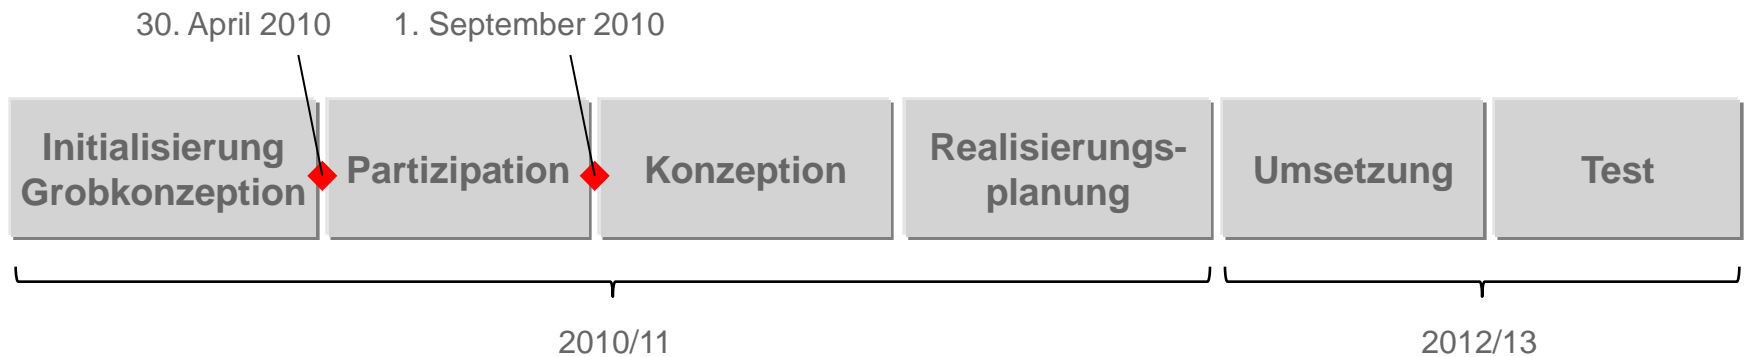 30. April 2010
1. September 2010
Initialisierung
Grobkonzeption
Partizipation
Konzeption
Realisierungs-
planung
Umsetzung
Test
2010/11
2012/13